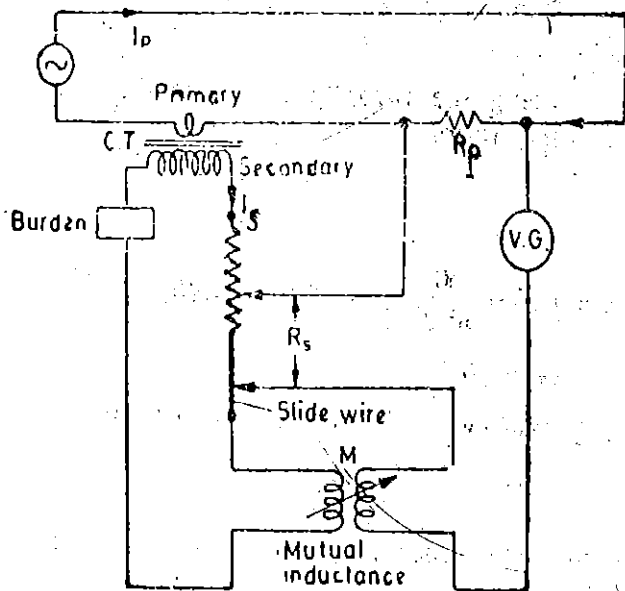 Ip
Primary
C.T
Secondary
Rp
Is
Burden
V.G.
Rs
Slide wire
M
Mutual
inductance